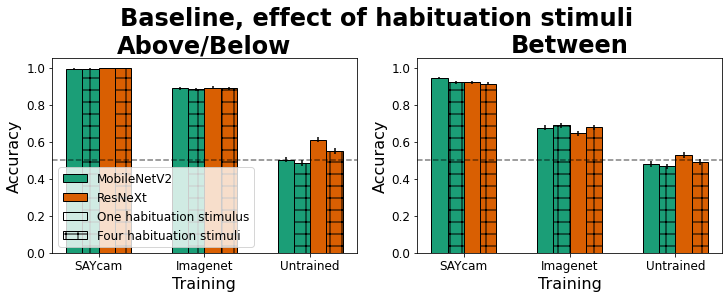 Baseline, effect of habituation stimuli
Above/Below
Between
Accuracy
1.0
0.8
0.6
0.4
0.2
0.0
MobileNetV2
ResNeXt
One habituation stimulus
Four habituation stimuli
SAYcam
Imagenet
Untrained
Training
Accuracy
1.0
0.8
0.6
0.4
0.2
0.0
SAYcam
Imagenet
Untrained
Training